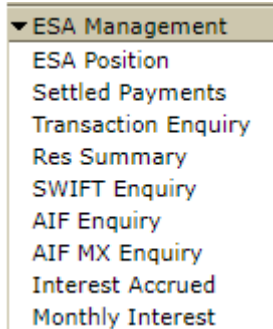 ESA Management
ESA Position
Settled Payments
Transaction Enquiry
Res Summary
SWIFT Enquiry
AIF Enquiry
AIF MX Enquiry
Interest Accrued
Monthly Interest